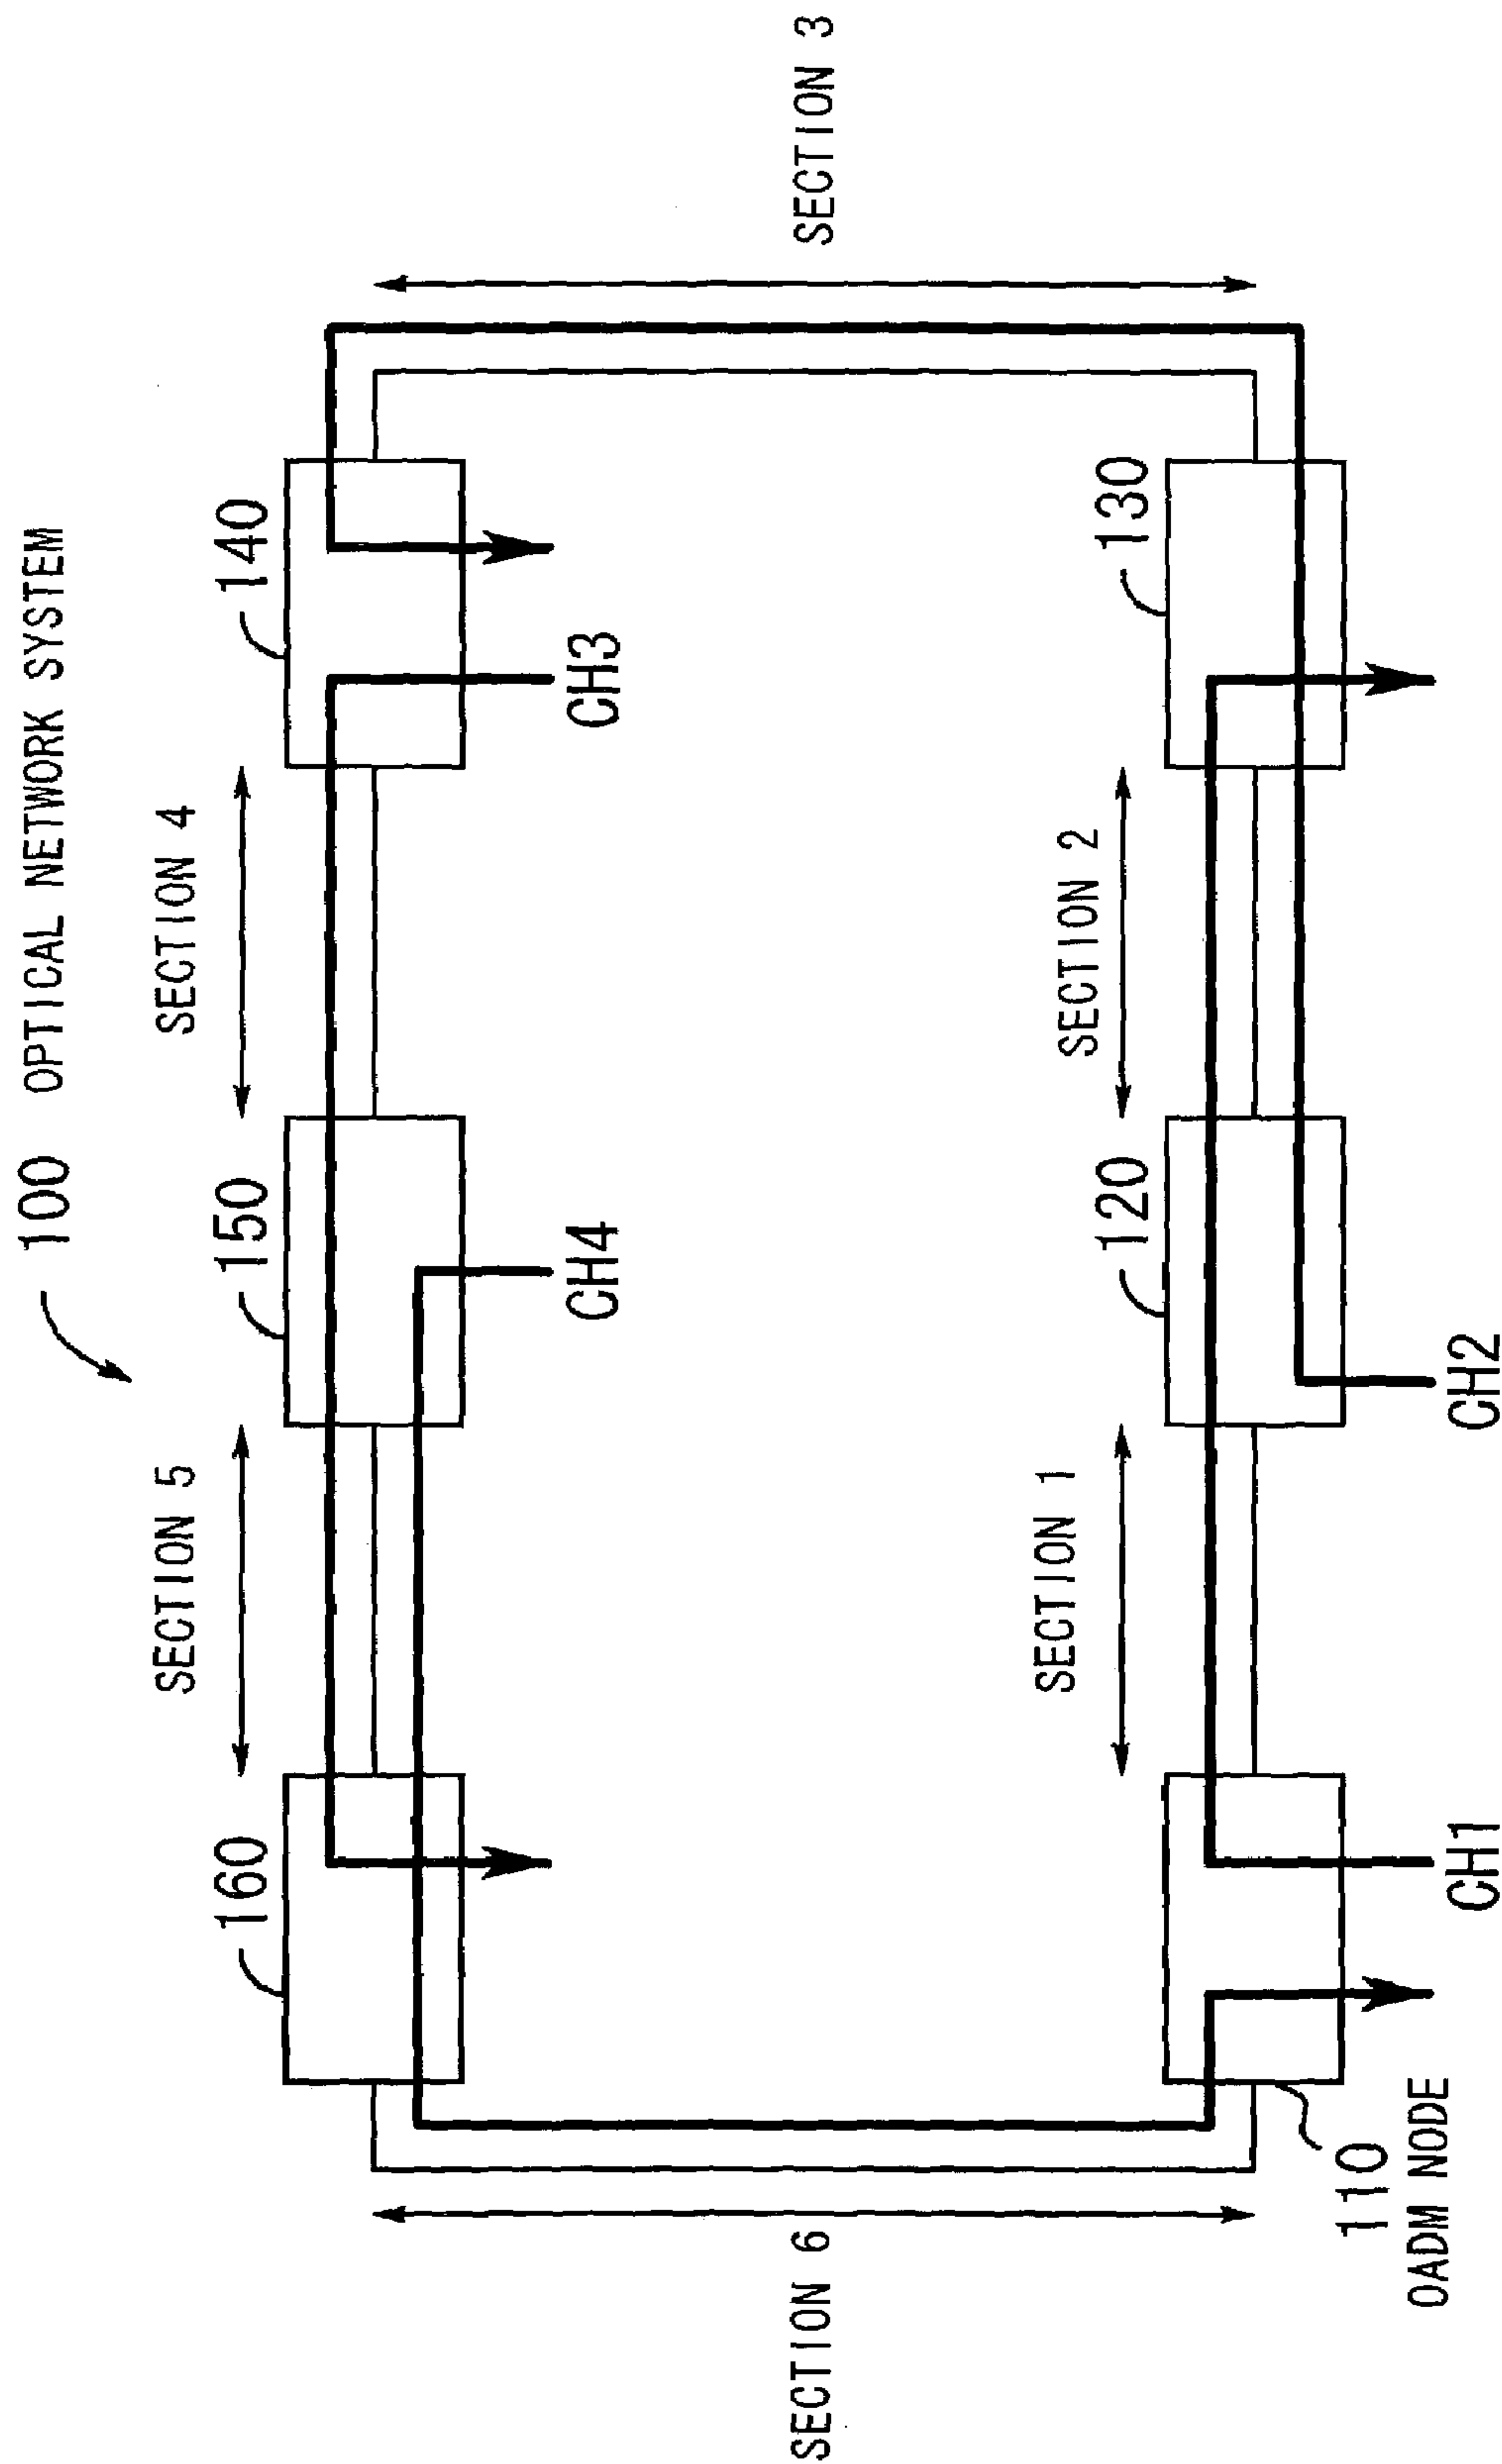 100 OPTICAL NETWORK SYSTEM
SECTION 5
SECTION 4
160
150
140
CH4
CH3
SECTION 6
SECTION 3
SECTION 1
SECTION 2
120
130
110
OADM NODE
CH1
CH2